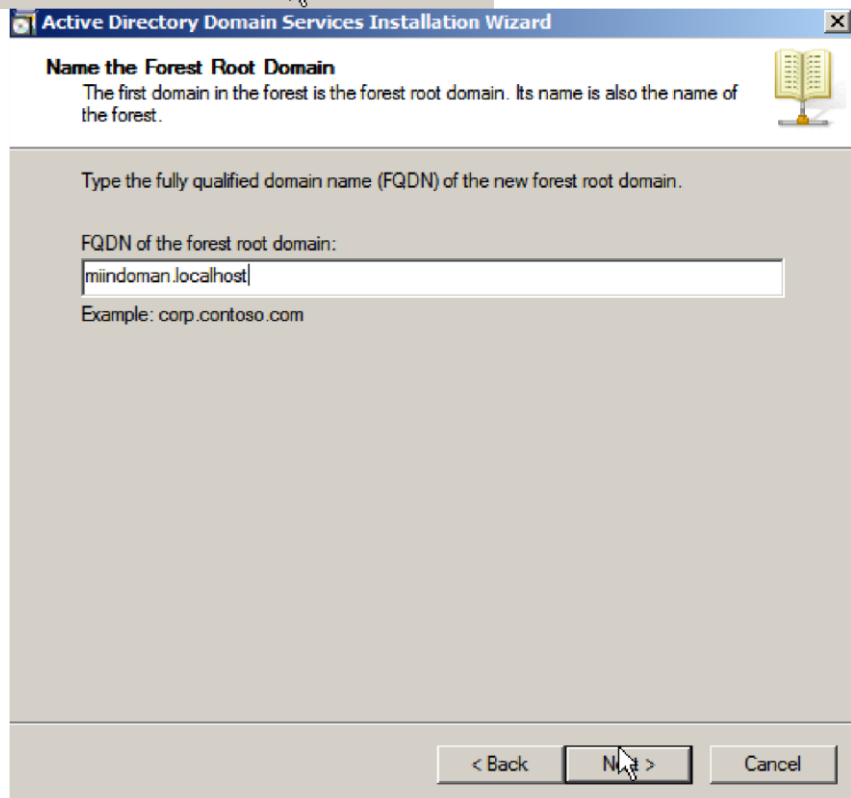 Active Directory Domain Services Installation Wizard
Name the Forest Root Domain
The first domain in the forest is the forest root domain. Its name is also the name of
the forest.
Type the fully qualified domain name (FQDN) of the new forest root domain.
FQDN of the forest root domain:
miindoman.localhost
Example: corp.contoso.com
< Back
Next >
Cancel